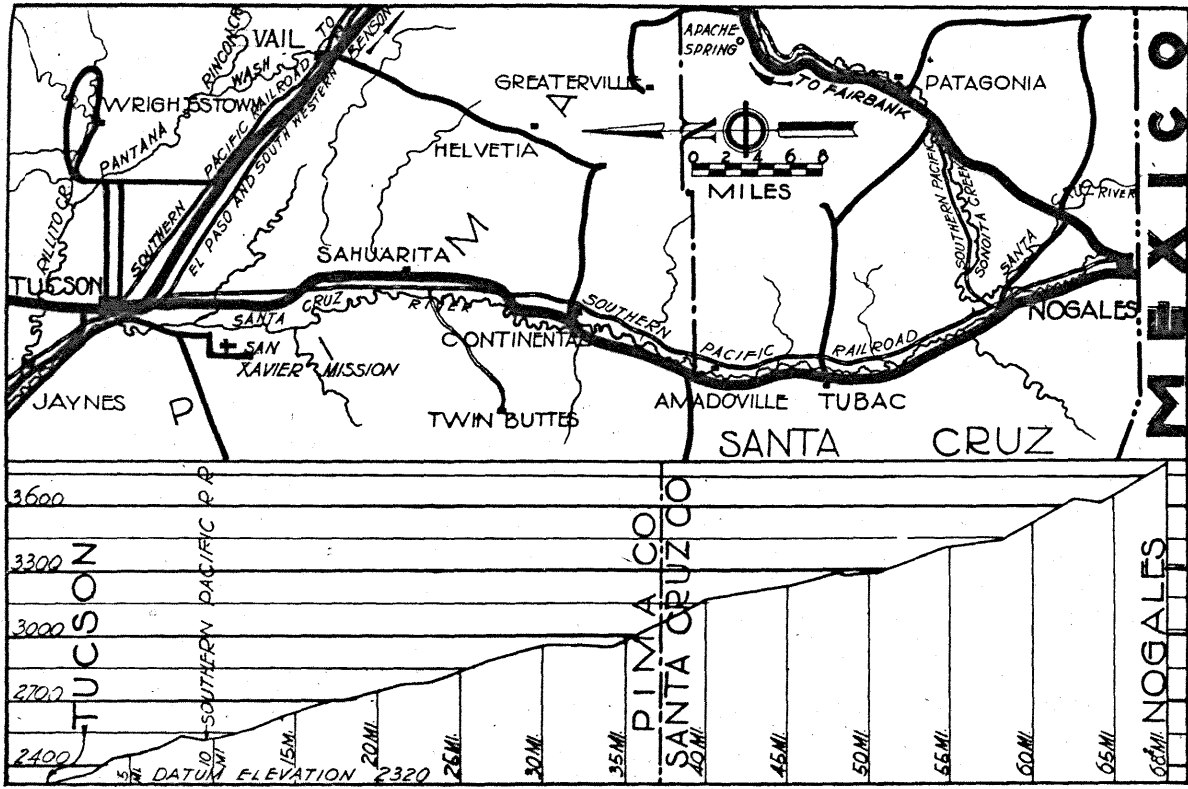 RINCON CR
VAIL
TO BENSON
WASH
APACHE
SPRING
TO FAIRBANK
PATAGONIA
GREATERVILLE
WRIGHESTOWN
PANTANA
HELVETIA
A
0 2 4 6 8
MILES
MEXICO
RILLITO CR.
SOUTHERN PACIFIC RAILROAD
EL PASO AND SOUTH WESTERN
SOUTHERN PACIFIC
SONOITA CREEK
SANTA CRUZ RIVER
M
SAHUARITA
TUCSON
SANTA CRUZ RIVER
NOGALES
CONTINENTAL
SOUTHERN PACIFIC RAILROAD
SAN
XAVIER MISSION
JAYNES
P
TWIN BUTTES
AMADOVILLE
TUBAC
SANTA CRUZ
3600
3300
3000
2700
2400
TUCSON
SOUTHERN PACIFIC R R
PIMA CO
SANTA CRUZ CO
NOGALES
5 MI.
10 MI.
15 MI.
20 MI.
25 MI.
30 MI.
35 MI.
40 MI.
45 MI.
50 MI.
55 MI.
60 MI.
65 MI.
DATUM ELEVATION 2320